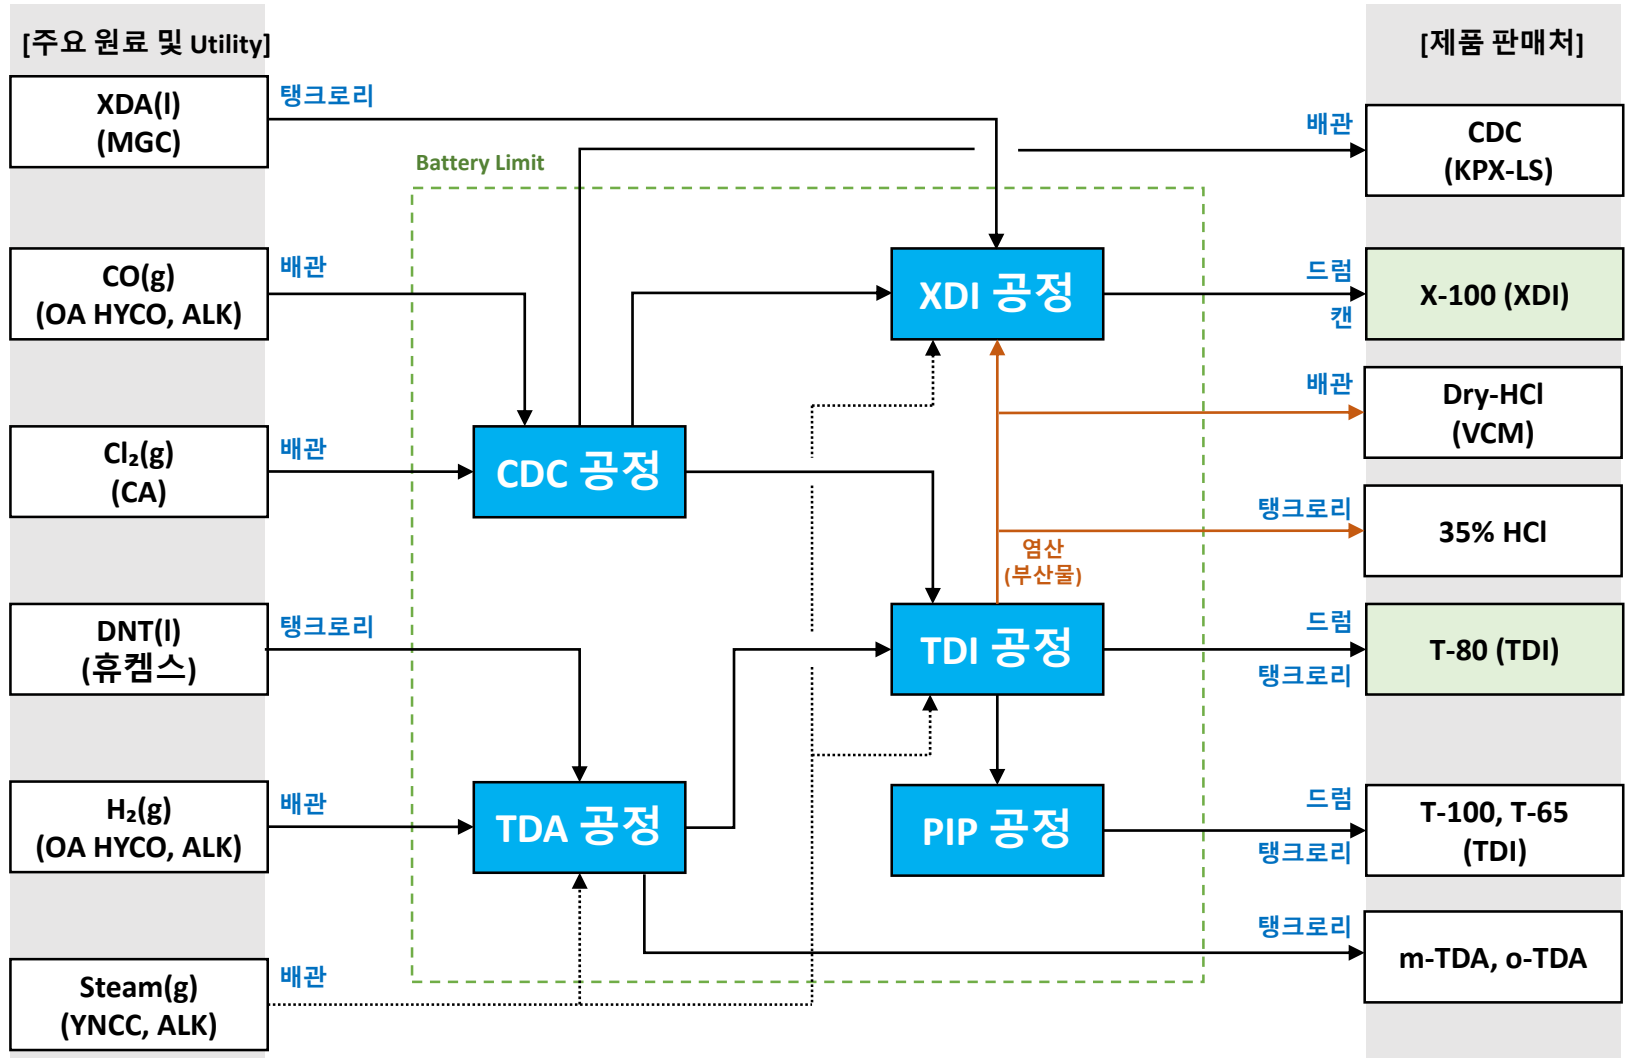 [주요 원료 및 Utility]
XDA(l)
(MGC)
탱크로리
CO(g)
(OA HYCO, ALK)
배관
Cl₂(g)
(CA)
배관
DNT(l)
(휴켐스)
탱크로리
H₂(g)
(OA HYCO, ALK)
배관
Steam(g)
(YNCC, ALK)
배관
Battery Limit
XDI 공정
CDC 공정
염산
(부산물)
TDI 공정
TDA 공정
PIP 공정
[제품 판매처]
배관
CDC
(KPX-LS)
드럼
캔
X-100 (XDI)
배관
Dry-HCl
(VCM)
탱크로리
35% HCl
드럼
탱크로리
T-80 (TDI)
드럼
탱크로리
T-100, T-65
(TDI)
탱크로리
m-TDA, o-TDA